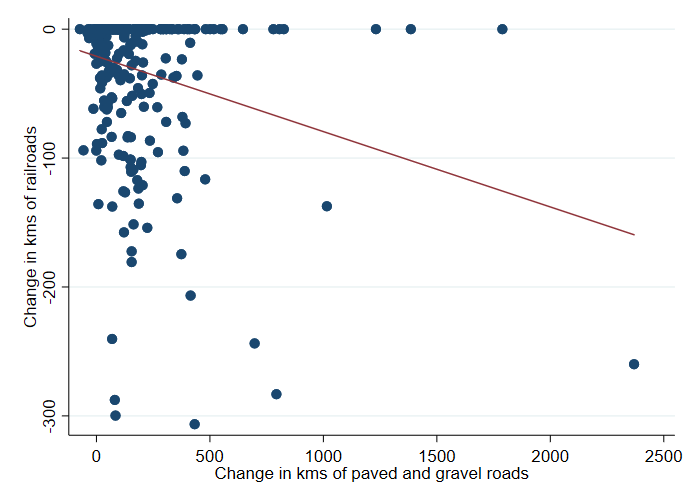 0
-100
-200
-300
Change in kms of railroads
0 500 1000 1500 2000 2500
Change in kms of paved and gravel roads